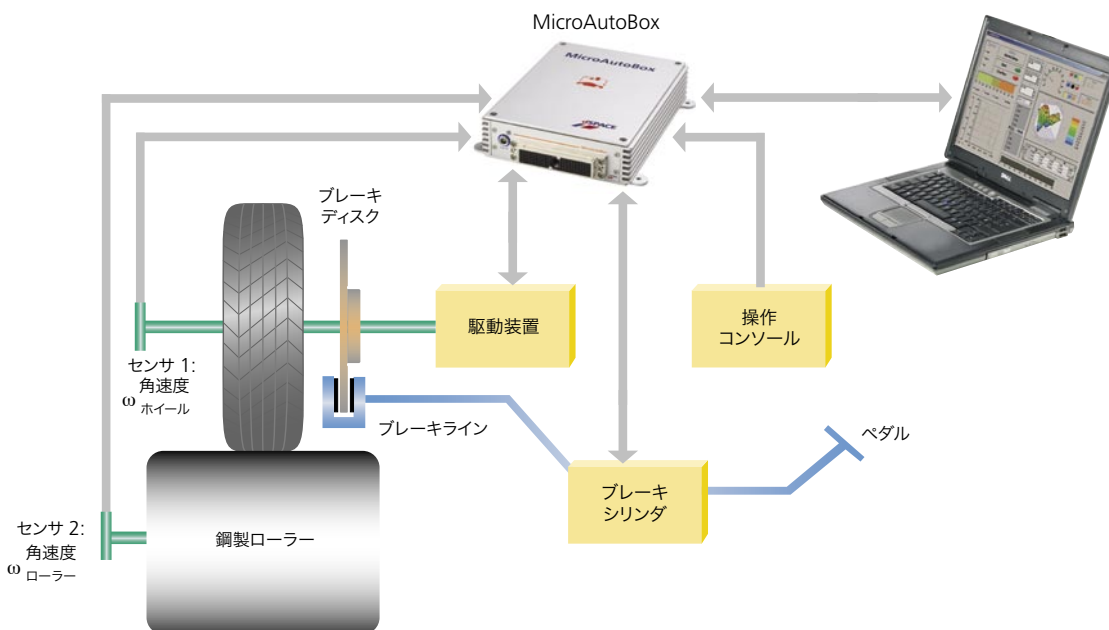 MicroAutoBox
MicroAutoBox
dSPACE
ブレーキ
ディスク
駆動装置
操作
コンソール
センサ 1:
角速度
ω ホイール
ブレーキライン
ペダル
ブレーキ
シリンダ
センサ 2:
角速度
ω ローラー
鋼製ローラー
DELL